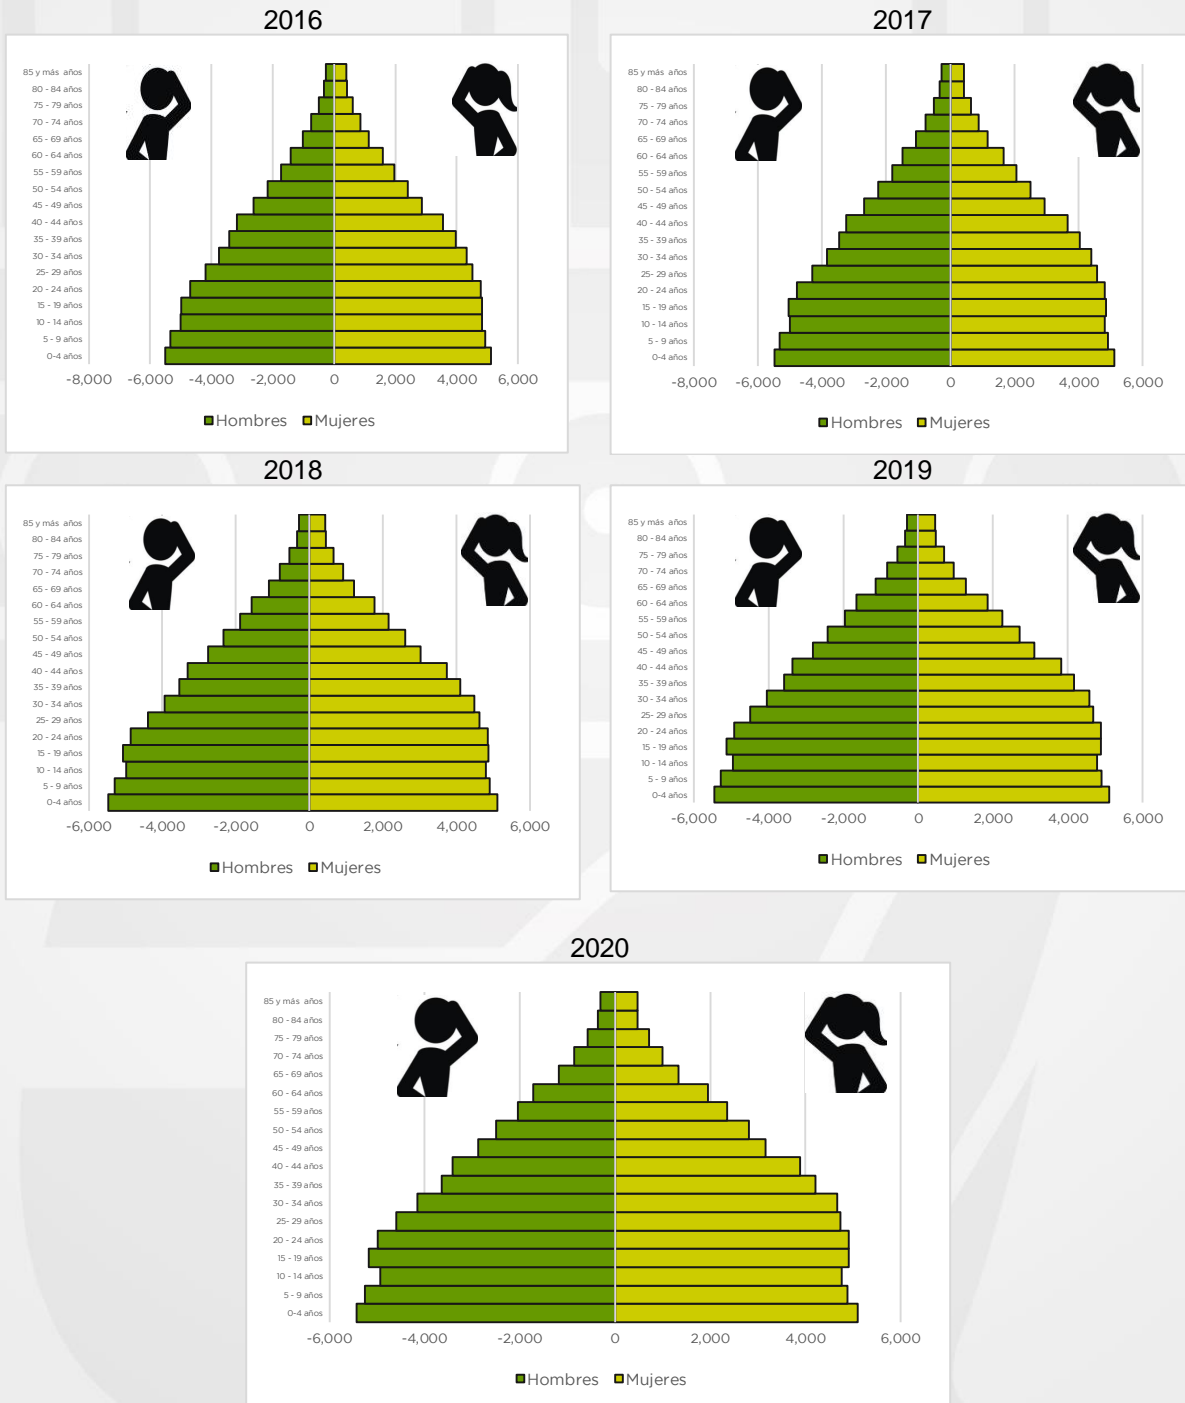 2016
85 y más años
80 - 84 años
75 - 79 años
70 - 74 años
65 - 69 años
60 - 64 años
55 - 59 años
50 - 54 años
45 - 49 años
40 - 44 años
35 - 39 años
30 - 34 años
25- 29 años
20 - 24 años
15 - 19 años
10 - 14 años
5 - 9 años
0-4 años
-8,000 -6,000 -4,000 -2,000 0 2,000 4,000 6,000
Hombres Mujeres
2017
85 y más años
80 - 84 años
75 - 79 años
70 - 74 años
65 - 69 años
60 - 64 años
55 - 59 años
50 - 54 años
45 - 49 años
40 - 44 años
35 - 39 años
30 - 34 años
25- 29 años
20 - 24 años
15 - 19 años
10 - 14 años
5 - 9 años
0-4 años
-8,000 -6,000 -4,000 -2,000 0 2,000 4,000 6,000
Hombres Mujeres
2018
85 y más años
80 - 84 años
75 - 79 años
70 - 74 años
65 - 69 años
60 - 64 años
55 - 59 años
50 - 54 años
45 - 49 años
40 - 44 años
35 - 39 años
30 - 34 años
25- 29 años
20 - 24 años
15 - 19 años
10 - 14 años
5 - 9 años
0-4 años
-6,000 -4,000 -2,000 0 2,000 4,000 6,000
Hombres Mujeres
2019
85 y más años
80 - 84 años
75 - 79 años
70 - 74 años
65 - 69 años
60 - 64 años
55 - 59 años
50 - 54 años
45 - 49 años
40 - 44 años
35 - 39 años
30 - 34 años
25- 29 años
20 - 24 años
15 - 19 años
10 - 14 años
5 - 9 años
0-4 años
-6,000 -4,000 -2,000 0 2,000 4,000 6,000
Hombres Mujeres
2020
85 y más años
80 - 84 años
75 - 79 años
70 - 74 años
65 - 69 años
60 - 64 años
55 - 59 años
50 - 54 años
45 - 49 años
40 - 44 años
35 - 39 años
30 - 34 años
25- 29 años
20 - 24 años
15 - 19 años
10 - 14 años
5 - 9 años
0-4 años
-6,000 -4,000 -2,000 0 2,000 4,000 6,000
Hombres Mujeres